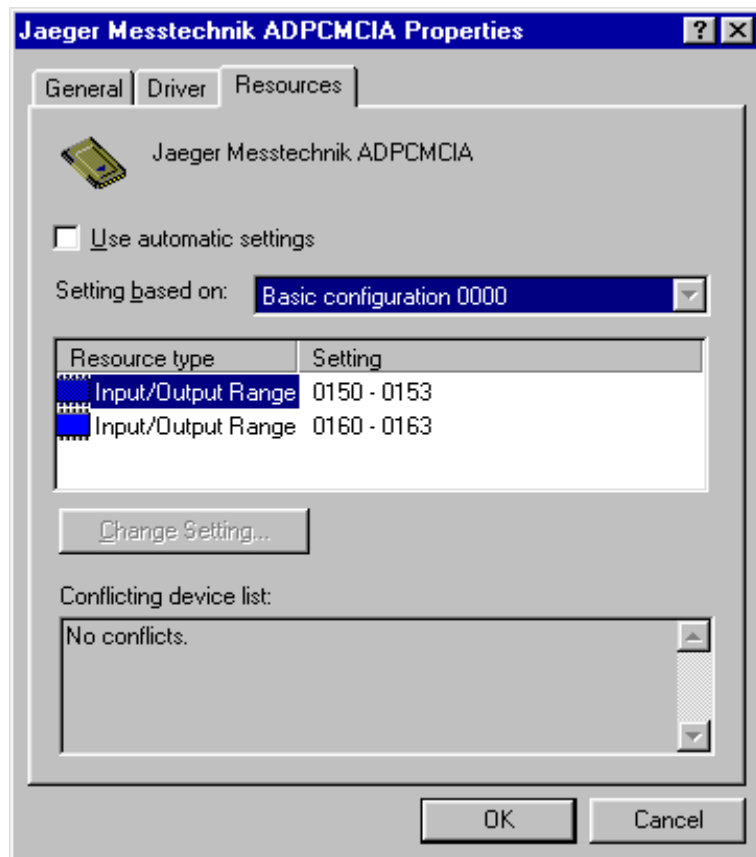 Jaeger Messtechnik ADPCMCIA Properties
General Driver Resources
Jaeger Messtechnik ADPCMCIA
Use automatic settings
Setting based on: Basic configuration 0000
Resource type Setting
Input/Output Range 0150 - 0153
Input/Output Range 0160 - 0163
Change Setting...
Conflicting device list:
No conflicts.
OK Cancel